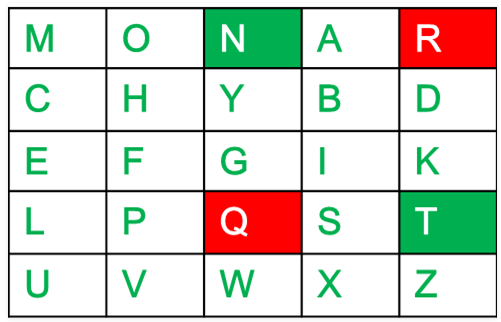 M O N A R
C H Y B D
E F G I K
L P Q S T
U V W X Z